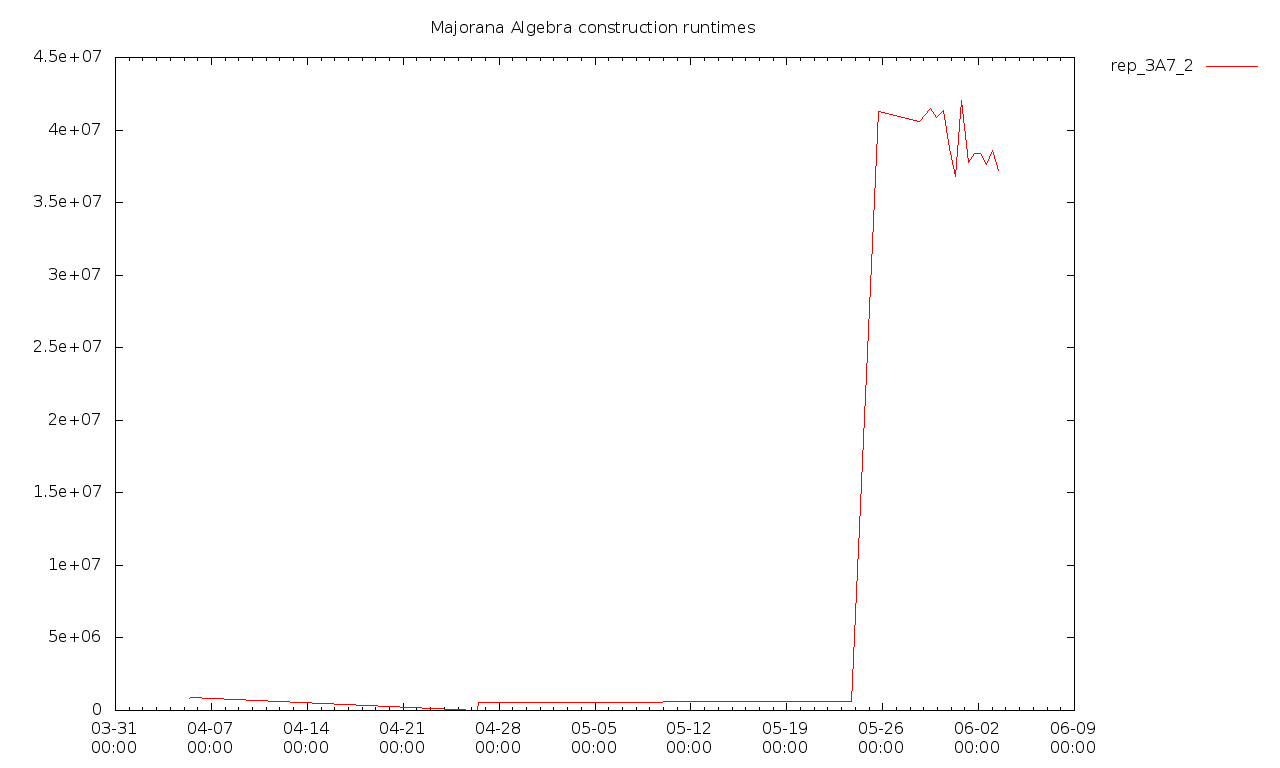 Majorana Algebra construction runtimes
rep_3A7_2
4.5e+07
4e+07
3.5e+07
3e+07
2.5e+07
2e+07
1.5e+07
1e+07
5e+06
0
03-31 04-07 04-14 04-21 04-28 05-05 05-12 05-19 05-26 06-02 06-09
00:00 00:00 00:00 00:00 00:00 00:00 00:00 00:00 00:00 00:00 00:00